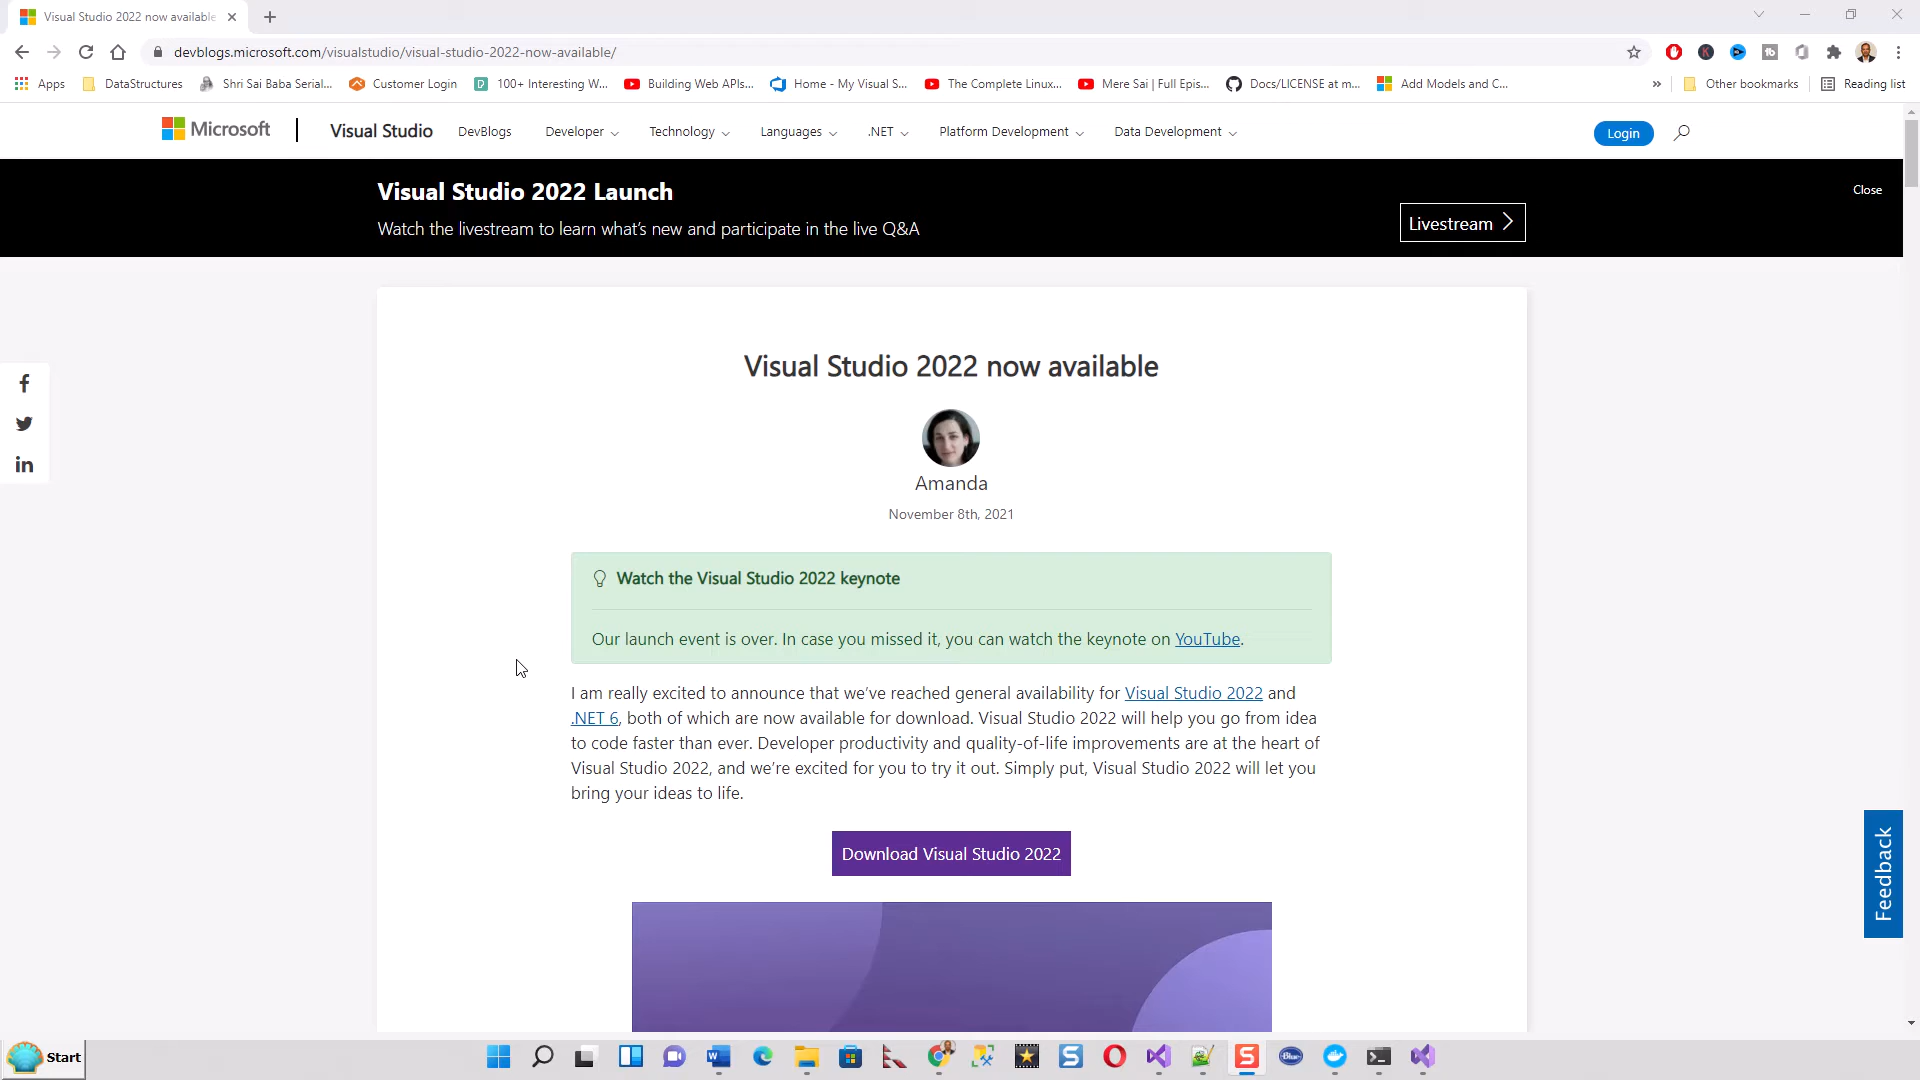 Visual Studio 2022 now available
devblogs.microsoft.com/visualstudio/visual-studio-2022-now-available/
Apps DataStructures Shri Sai Baba Serial... Customer Login 100+ Interesting W... Building Web APIs... Home - My Visual S... The Complete Linux... Mere Sai | Full Epis... Docs/LICENSE at m... Add Models and C... » Other bookmarks Reading list
Microsoft Visual Studio DevBlogs Developer Technology Languages .NET Platform Development Data Development Login
Visual Studio 2022 Launch
Close
Watch the livestream to learn what's new and participate in the live Q&A
Livestream
Visual Studio 2022 now available
Amanda
November 8th, 2021
Watch the Visual Studio 2022 keynote
Our launch event is over. In case you missed it, you can watch the keynote on YouTube.
I am really excited to announce that we've reached general availability for Visual Studio 2022 and
.NET 6, both of which are now available for download. Visual Studio 2022 will help you go from idea
to code faster than ever. Developer productivity and quality-of-life improvements are at the heart of
Visual Studio 2022, and we're excited for you to try it out. Simply put, Visual Studio 2022 will let you
bring your ideas to life.
Download Visual Studio 2022
Feedback
Start